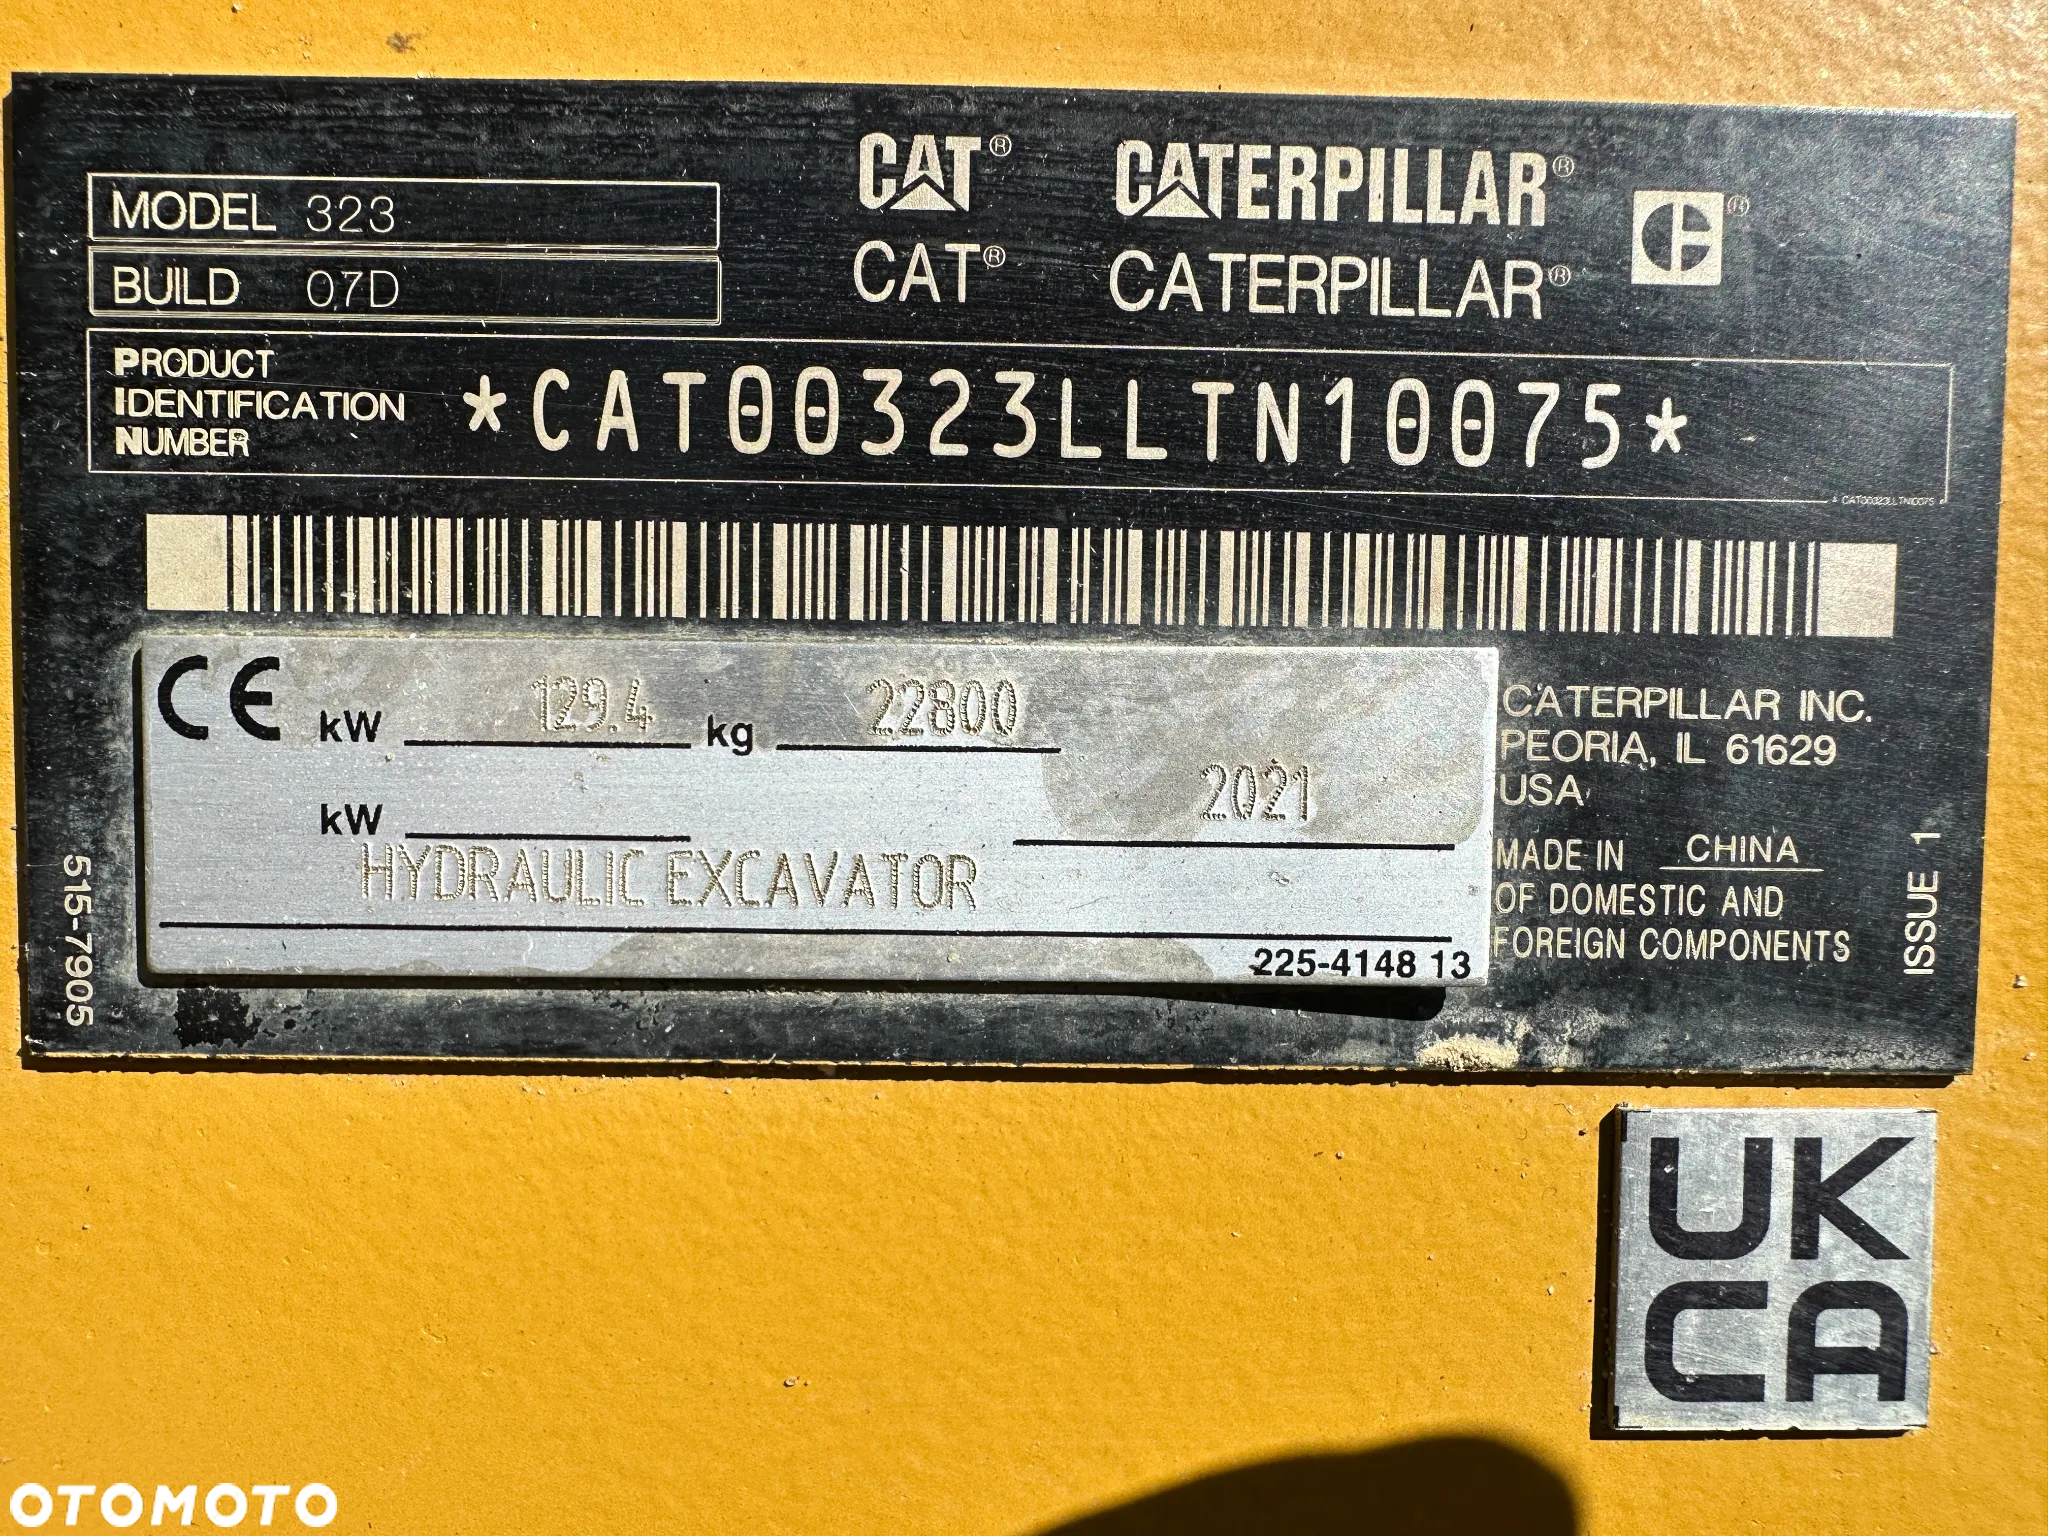 CAT® CATERPILLAR®
CAT® CATERPILLAR®
MODEL 323
BUILD 07D
PRODUCT
IDENTIFICATION
NUMBER
*CAT00323LLTN10075*
* CAT00323LLTN10075 *
CE kW 129.4 kg 22800
kW 2021
HYDRAULIC EXCAVATOR
225-4148 13
CATERPILLAR INC.
PEORIA, IL 61629
USA
MADE IN CHINA
OF DOMESTIC AND
FOREIGN COMPONENTS
ISSUE 1
515-7905
UK
CA
OTOMOTO